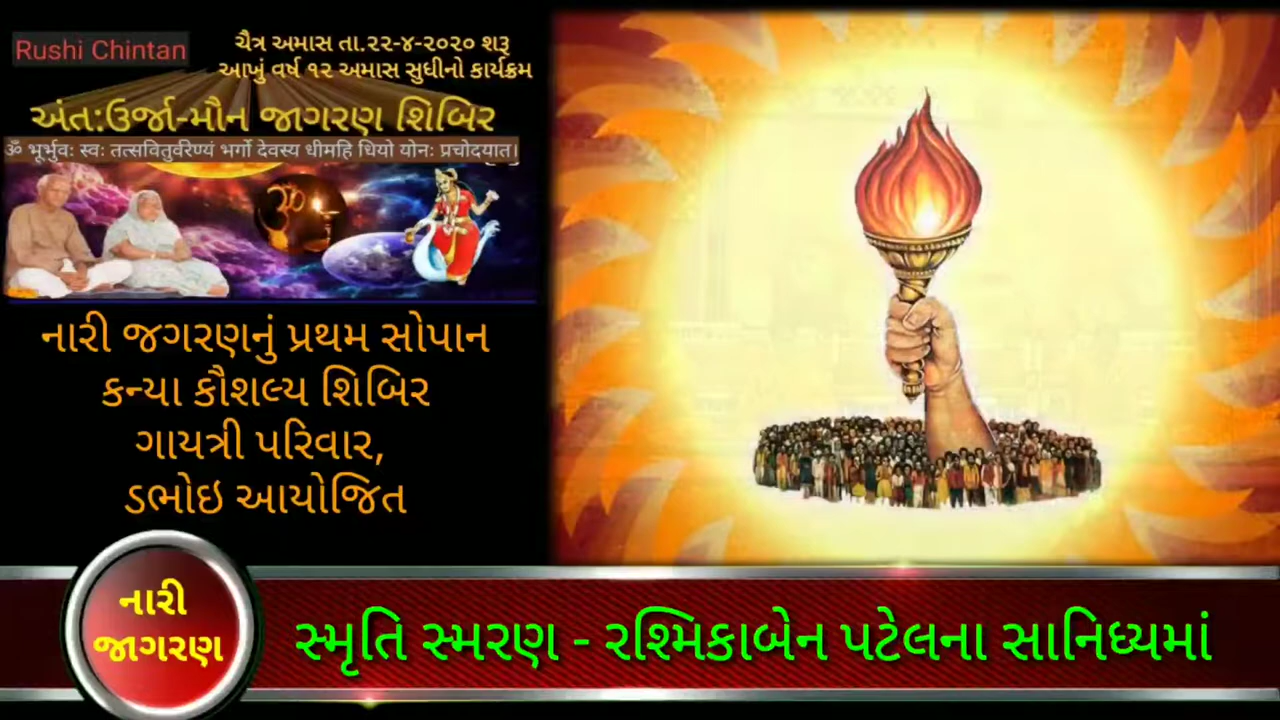 Rushi Chintan
ચૈત્ર અમાસ તા.૨૨-૪-૨૦૨૦ શરૂ
આખું વર્ષ ૧૨ અમાસ સુધીનો કાર્યક્રમ
અંત:ઉર્જા-મૌન જાગરણ શિબિર
ॐ भूर्भुवः स्वः तत्सवितुर्वरेण्यं भर्गो देवस्य धीमहि धियो योनः प्रचोदयात्।
ॐ
નારી જગરણનું પ્રથમ સોપાન
કન્યા કૌશલ્ય શિબિર
ગાયત્રી પરિવાર,
ડભોઇ આયોજિત
નારી
જાગરણ
સ્મૃતિ સ્મરણ - રશ્મિકાબેન પટેલના સાનિધ્યમાં